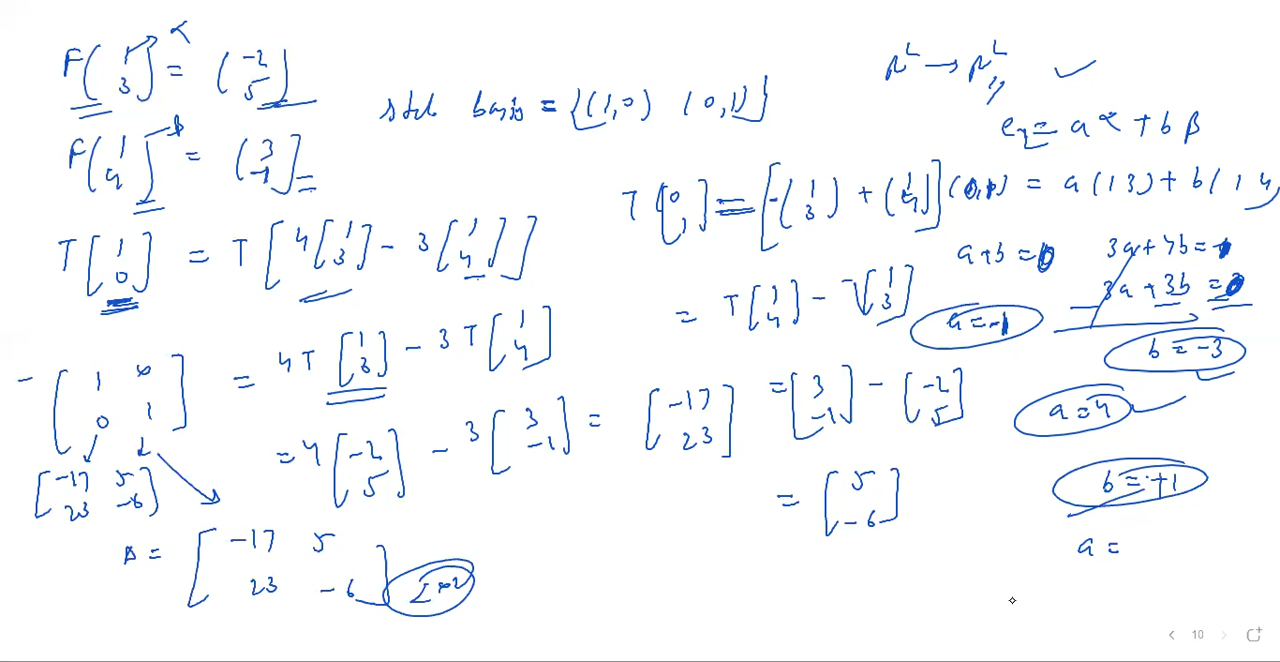 F( 1 3 ] α = ( -2 5 )
F( 1 4 ] β = ( 3 -1 ]
std basis = {(1,0) (0,1)}
R² → R² ✓
e₂ = a α + b β
T [ 1 0 ] = T [ 4 [ 1 3 ] - 3 [ 1 4 ] ]
T [ 0 1 ] = [ - ( 1 3 ) + ( 1 4 ) ]
(0,1) = a (1 3) + b (1 4)
a+b = 0
3a + 4b = 1
3a + 3b = 0
= 4T [ 1 3 ] - 3 T [ 1 4 ]
= T [ 1 4 ] - T [ 1 3 ]
a = -1
b = -3
a = 4
b = +1
a =
- [ 1 0 0 1 ]
= 4 [ -2 5 ] - 3 [ 3 -1 ] = [ -17 23 ]
= [ 3 -1 ] - [ -2 5 ]
= [ 5 -6 ]
[ -17 5 23 -6 ]
A = [ -17 5
23 -6 ] 2×2
10